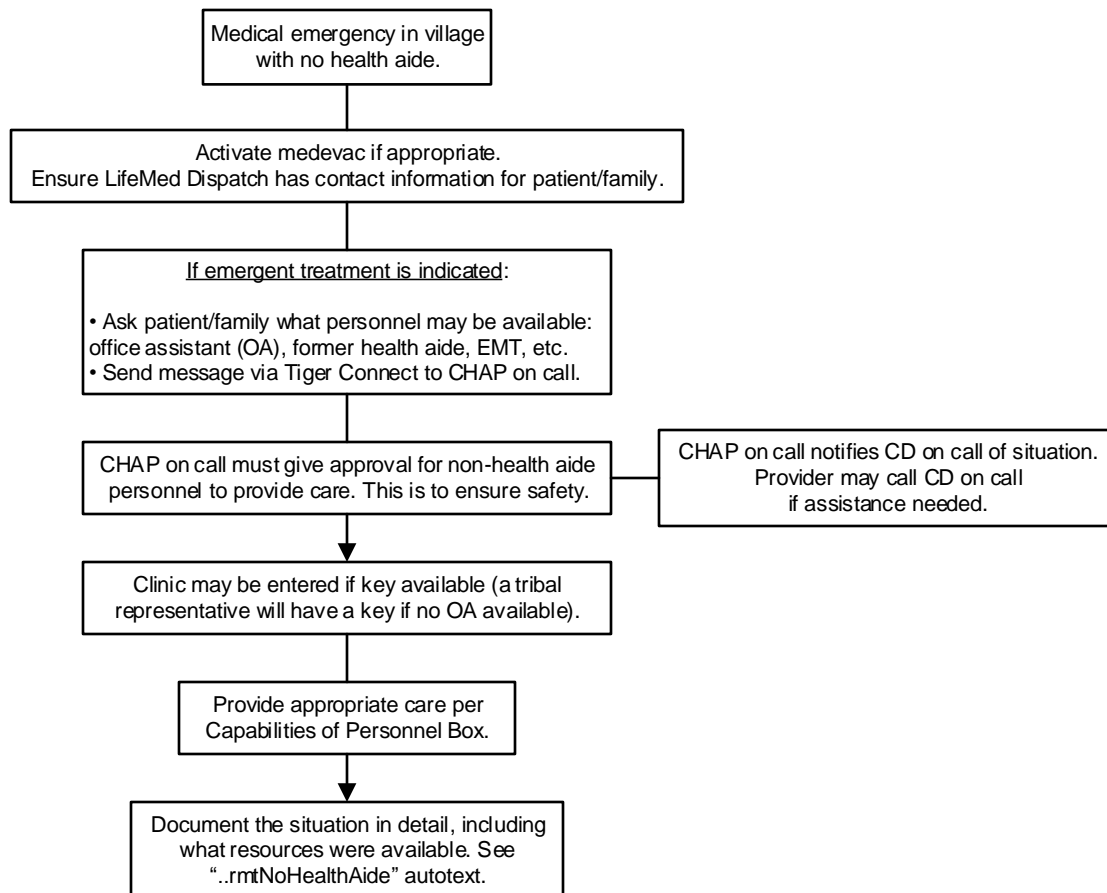 Medical emergency in village
with no health aide.
Activate medevac if appropriate.
Ensure LifeMed Dispatch has contact information for patient/family.
If emergent treatment is indicated:
• Ask patient/family what personnel may be available:
office assistant (OA), former health aide, EMT, etc.
• Send message via Tiger Connect to CHAP on call.
CHAP on call must give approval for non-health aide
personnel to provide care. This is to ensure safety.
CHAP on call notifies CD on call of situation.
Provider may call CD on call
if assistance needed.
Clinic may be entered if key available (a tribal
representative will have a key if no OA available).
Provide appropriate care per
Capabilities of Personnel Box.
Document the situation in detail, including
what resources were available. See
“..rmtNoHealthAide” autotext.